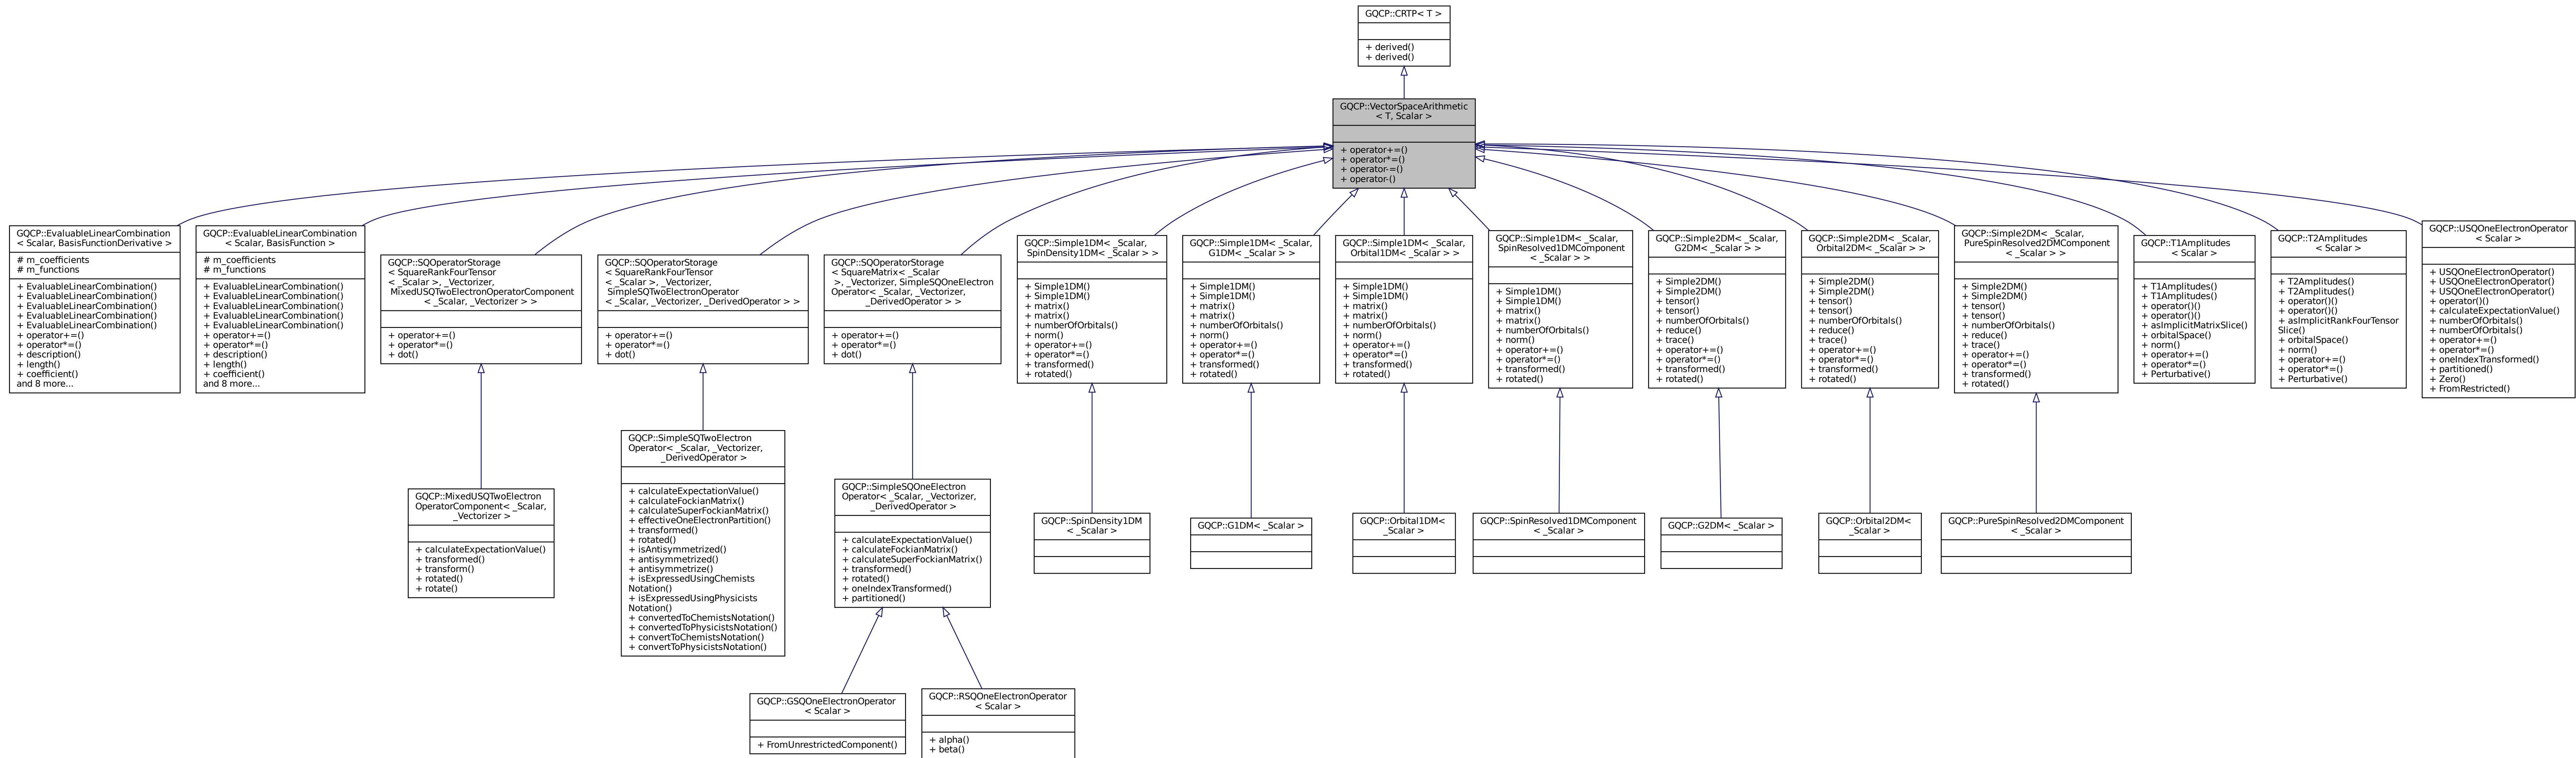 GQCP::CRTP< T >
+ derived()
+ derived()
GQCP::VectorSpaceArithmetic
< T, Scalar >
+ operator+=()
+ operator*=()
+ operator-=()
+ operator-()
GQCP::EvaluableLinearCombination
< Scalar, BasisFunctionDerivative >
# m_coefficients
# m_functions
+ EvaluableLinearCombination()
+ EvaluableLinearCombination()
+ EvaluableLinearCombination()
+ EvaluableLinearCombination()
+ EvaluableLinearCombination()
+ operator+=()
+ operator*=()
+ description()
+ length()
+ coefficient()
and 8 more...
GQCP::EvaluableLinearCombination
< Scalar, BasisFunction >
# m_coefficients
# m_functions
+ EvaluableLinearCombination()
+ EvaluableLinearCombination()
+ EvaluableLinearCombination()
+ EvaluableLinearCombination()
+ EvaluableLinearCombination()
+ operator+=()
+ operator*=()
+ description()
+ length()
+ coefficient()
and 8 more...
GQCP::SQOperatorStorage
< SquareRankFourTensor
< _Scalar >, _Vectorizer,
MixedUSQTwoElectronOperatorComponent
< _Scalar, _Vectorizer > >
+ operator+=()
+ operator*=()
+ dot()
GQCP::SQOperatorStorage
< SquareRankFourTensor
< _Scalar >, _Vectorizer,
SimpleSQTwoElectronOperator
< _Scalar, _Vectorizer, _DerivedOperator > >
+ operator+=()
+ operator*=()
+ dot()
GQCP::SQOperatorStorage
< SquareMatrix< _Scalar
>, _Vectorizer, SimpleSQOneElectron
Operator< _Scalar, _Vectorizer,
_DerivedOperator > >
+ operator+=()
+ operator*=()
+ dot()
GQCP::Simple1DM< _Scalar,
SpinDensity1DM< _Scalar > >
+ Simple1DM()
+ Simple1DM()
+ matrix()
+ matrix()
+ numberOfOrbitals()
+ norm()
+ operator+=()
+ operator*=()
+ transformed()
+ rotated()
GQCP::Simple1DM< _Scalar,
G1DM< _Scalar > >
+ Simple1DM()
+ Simple1DM()
+ matrix()
+ matrix()
+ numberOfOrbitals()
+ norm()
+ operator+=()
+ operator*=()
+ transformed()
+ rotated()
GQCP::Simple1DM< _Scalar,
Orbital1DM< _Scalar > >
+ Simple1DM()
+ Simple1DM()
+ matrix()
+ matrix()
+ numberOfOrbitals()
+ norm()
+ operator+=()
+ operator*=()
+ transformed()
+ rotated()
GQCP::Simple1DM< _Scalar,
SpinResolved1DMComponent
< _Scalar > >
+ Simple1DM()
+ Simple1DM()
+ matrix()
+ matrix()
+ numberOfOrbitals()
+ norm()
+ operator+=()
+ operator*=()
+ transformed()
+ rotated()
GQCP::Simple2DM< _Scalar,
G2DM< _Scalar > >
+ Simple2DM()
+ Simple2DM()
+ tensor()
+ tensor()
+ numberOfOrbitals()
+ reduce()
+ trace()
+ operator+=()
+ operator*=()
+ transformed()
+ rotated()
GQCP::Simple2DM< _Scalar,
Orbital2DM< _Scalar > >
+ Simple2DM()
+ Simple2DM()
+ tensor()
+ tensor()
+ numberOfOrbitals()
+ reduce()
+ trace()
+ operator+=()
+ operator*=()
+ transformed()
+ rotated()
GQCP::Simple2DM< _Scalar,
PureSpinResolved2DMComponent
< _Scalar > >
+ Simple2DM()
+ Simple2DM()
+ tensor()
+ tensor()
+ numberOfOrbitals()
+ reduce()
+ trace()
+ operator+=()
+ operator*=()
+ transformed()
+ rotated()
GQCP::T1Amplitudes
< Scalar >
+ T1Amplitudes()
+ T1Amplitudes()
+ operator()()
+ operator()()
+ asImplicitMatrixSlice()
+ orbitalSpace()
+ norm()
+ operator+=()
+ operator*=()
+ Perturbative()
GQCP::T2Amplitudes
< Scalar >
+ T2Amplitudes()
+ T2Amplitudes()
+ operator()()
+ operator()()
+ asImplicitRankFourTensor
Slice()
+ orbitalSpace()
+ norm()
+ operator+=()
+ operator*=()
+ Perturbative()
GQCP::USQOneElectronOperator
< Scalar >
+ USQOneElectronOperator()
+ USQOneElectronOperator()
+ USQOneElectronOperator()
+ operator()()
+ calculateExpectationValue()
+ numberOfOrbitals()
+ numberOfOrbitals()
+ operator+=()
+ operator*=()
+ oneIndexTransformed()
+ partitioned()
+ Zero()
+ FromRestricted()
GQCP::MixedUSQTwoElectron
OperatorComponent< _Scalar,
_Vectorizer >
+ calculateExpectationValue()
+ transformed()
+ transform()
+ rotated()
+ rotate()
GQCP::SimpleSQTwoElectron
Operator< _Scalar, _Vectorizer,
_DerivedOperator >
+ calculateExpectationValue()
+ calculateFockianMatrix()
+ calculateSuperFockianMatrix()
+ effectiveOneElectronPartition()
+ transformed()
+ rotated()
+ isAntisymmetrized()
+ antisymmetrized()
+ antisymmetrize()
+ isExpressedUsingChemists
Notation()
+ isExpressedUsingPhysicists
Notation()
+ convertedToChemistsNotation()
+ convertedToPhysicistsNotation()
+ convertToChemistsNotation()
+ convertToPhysicistsNotation()
GQCP::SimpleSQOneElectron
Operator< _Scalar, _Vectorizer,
_DerivedOperator >
+ calculateExpectationValue()
+ calculateFockianMatrix()
+ calculateSuperFockianMatrix()
+ transformed()
+ rotated()
+ oneIndexTransformed()
+ partitioned()
GQCP::SpinDensity1DM
< _Scalar >
GQCP::G1DM< _Scalar >
GQCP::Orbital1DM<
_Scalar >
GQCP::SpinResolved1DMComponent
< _Scalar >
GQCP::G2DM< _Scalar >
GQCP::Orbital2DM<
_Scalar >
GQCP::PureSpinResolved2DMComponent
< _Scalar >
GQCP::GSQOneElectronOperator
< Scalar >
+ FromUnrestrictedComponent()
GQCP::RSQOneElectronOperator
< Scalar >
+ alpha()
+ beta()